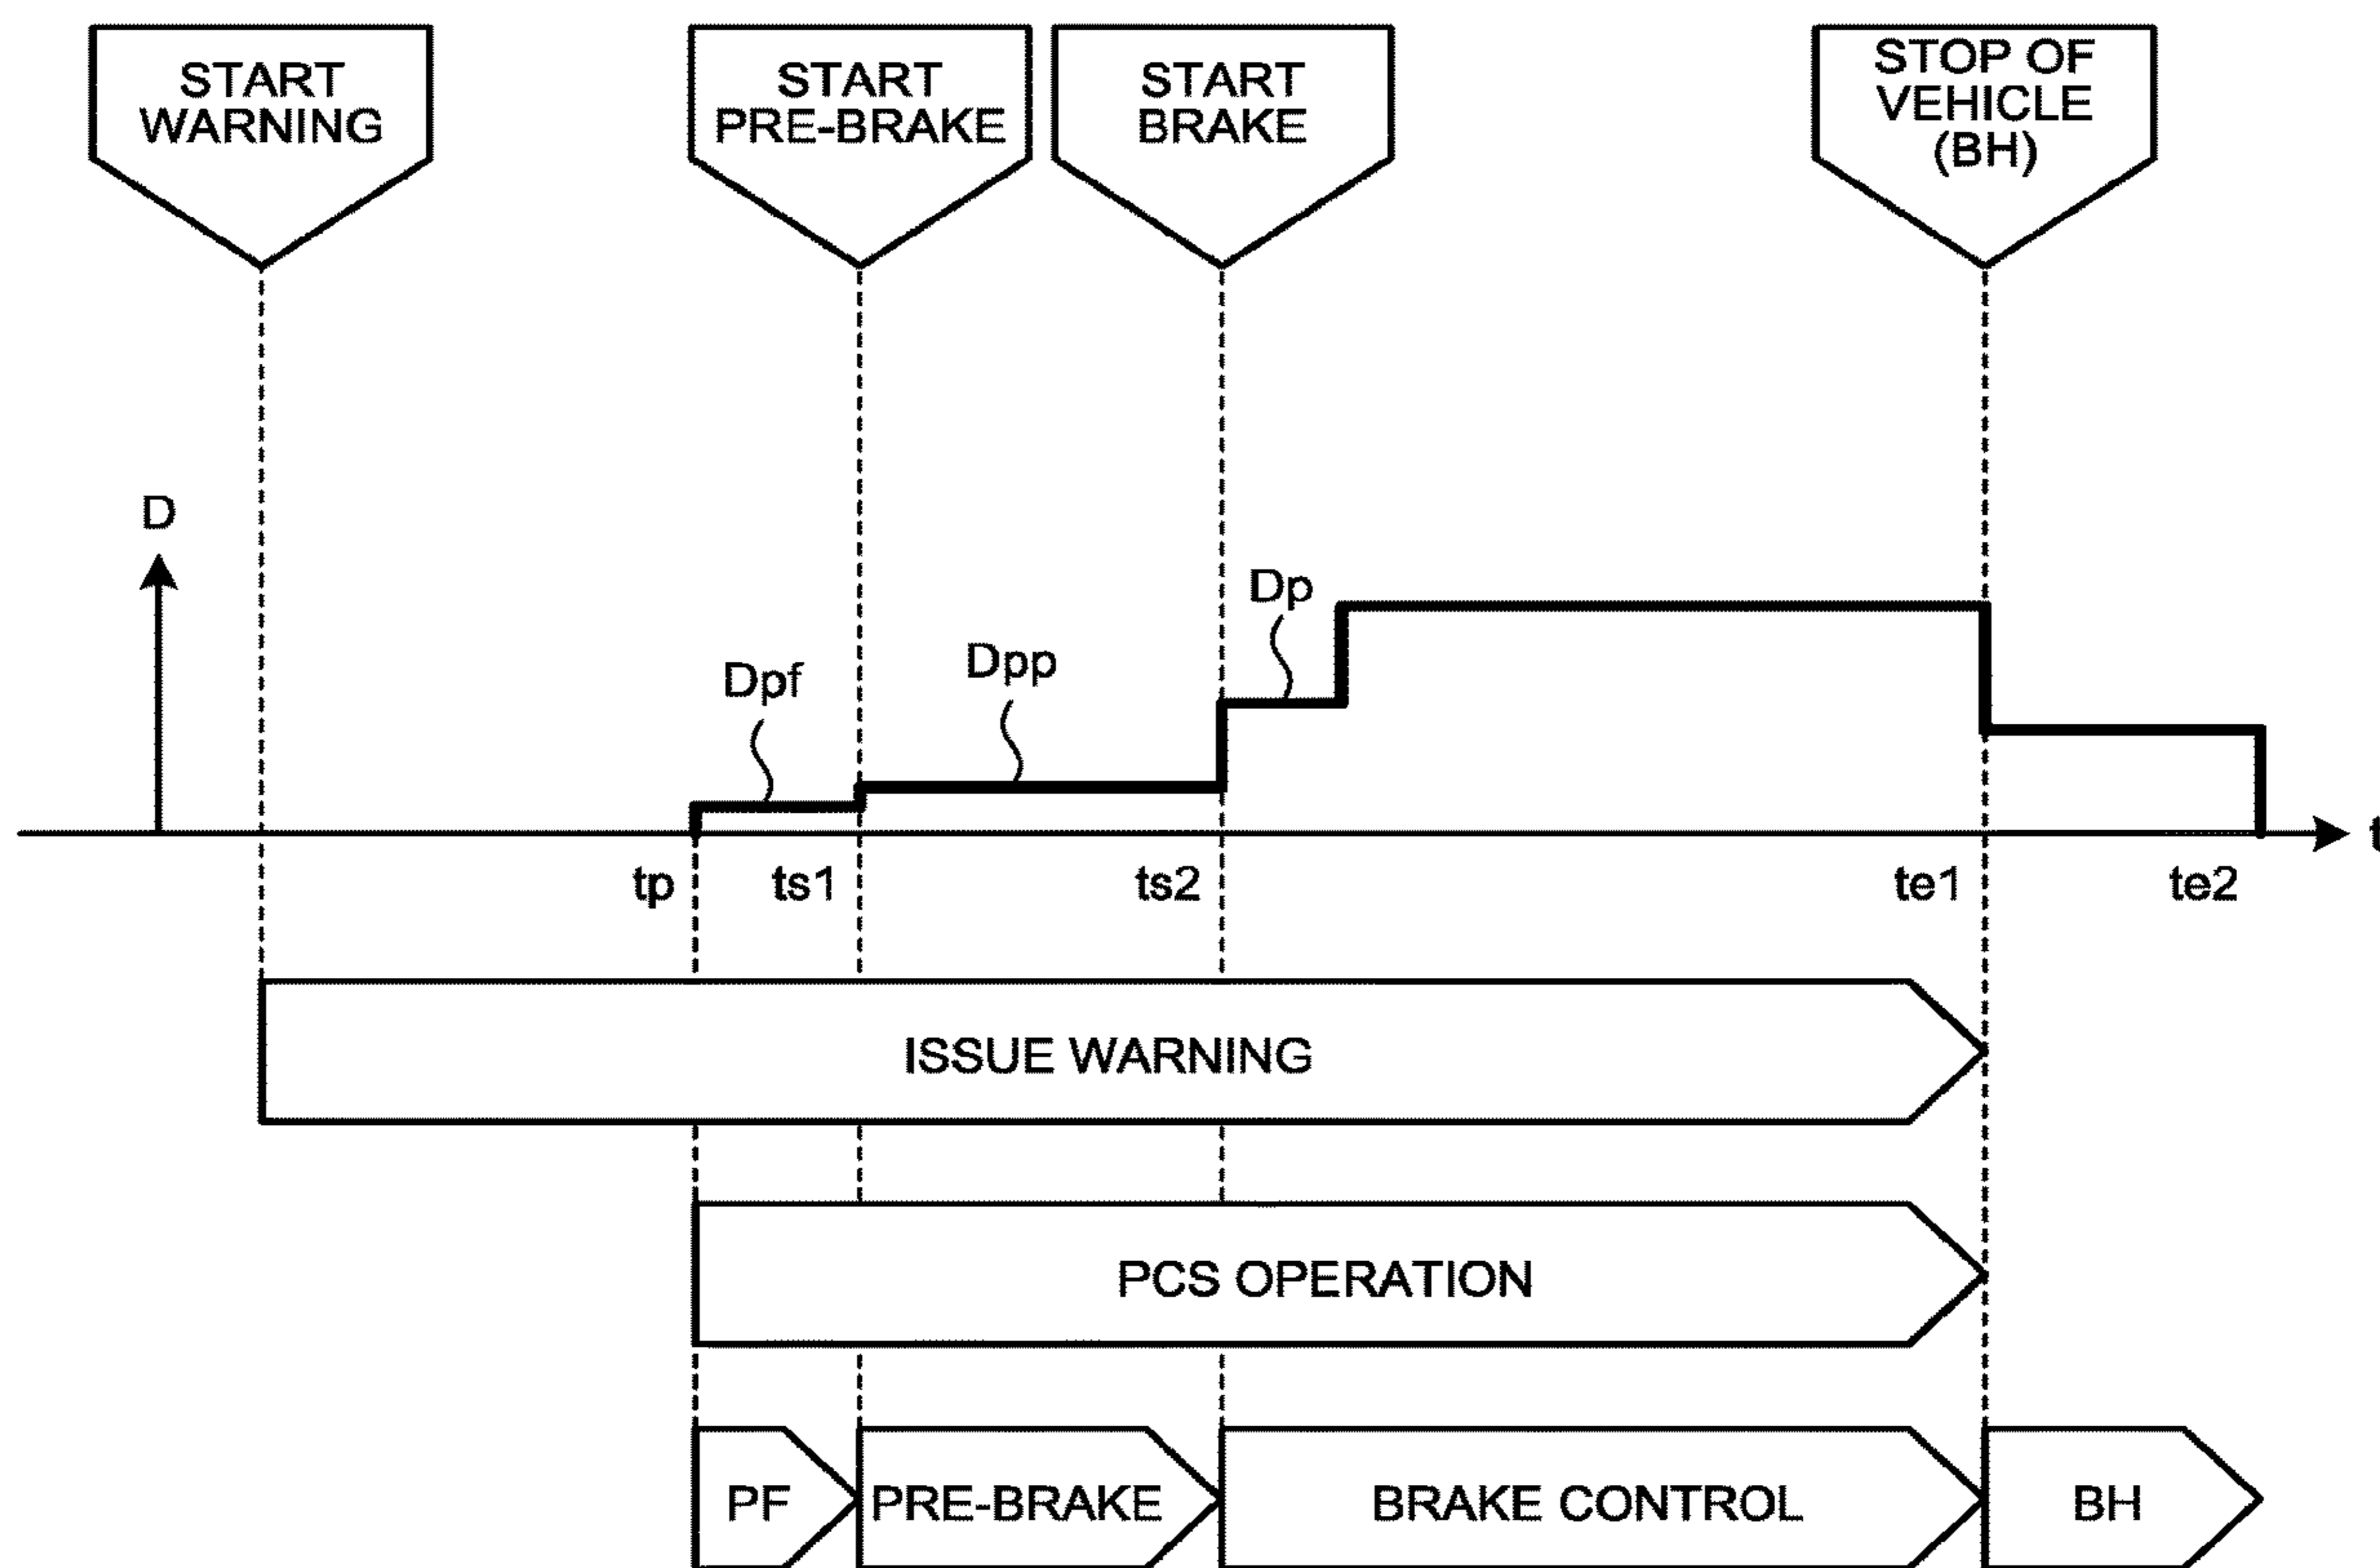 START
WARNING
START
PRE-BRAKE
START
BRAKE
STOP OF
VEHICLE
(BH)
D
Dpf
Dpp
Dp
t
tp
ts1
ts2
te1
te2
ISSUE WARNING
PCS OPERATION
PF
PRE-BRAKE
BRAKE CONTROL
BH